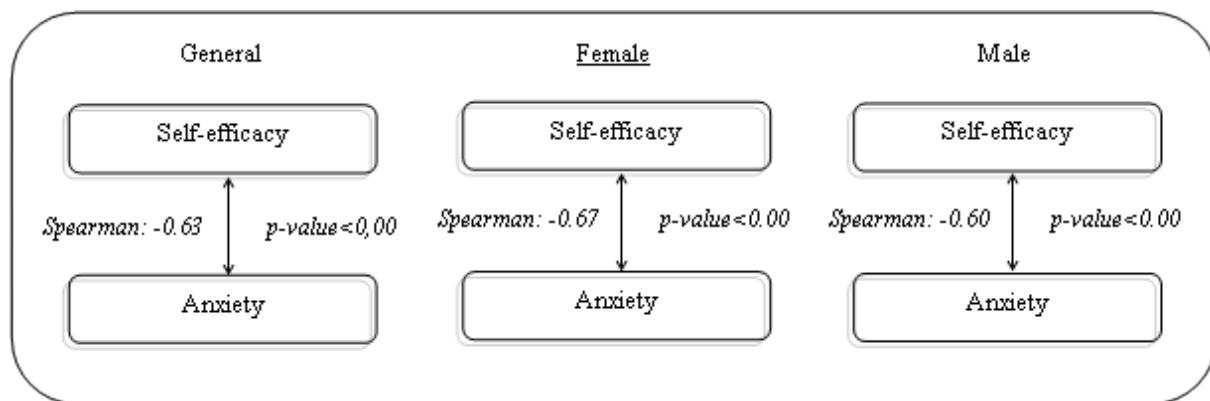 General
Female
Male
Self-efficacy
Self-efficacy
Self-efficacy
Spearman: -0.63
p-value<0,00
Spearman: -0.67
p-value<0.00
Spearman: -0.60
p-value<0.00
Anxiety
Anxiety
Anxiety